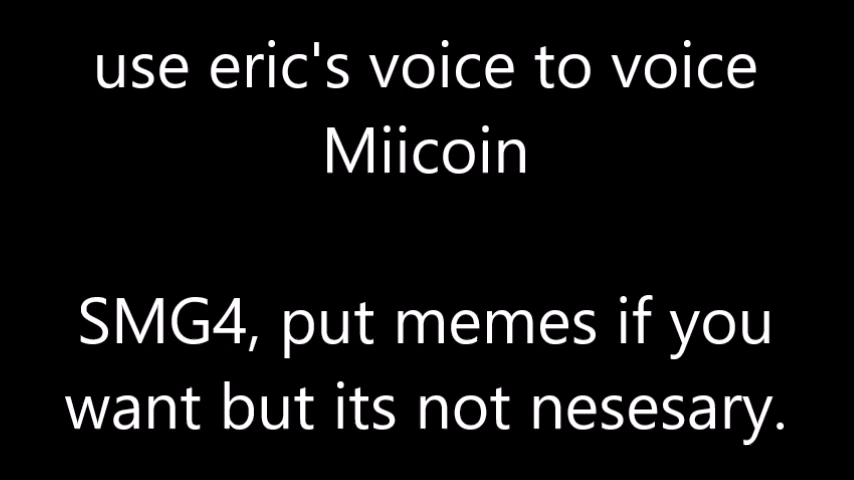 use eric's voice to voice
Miicoin
SMG4, put memes if you
want but its not nesesary.